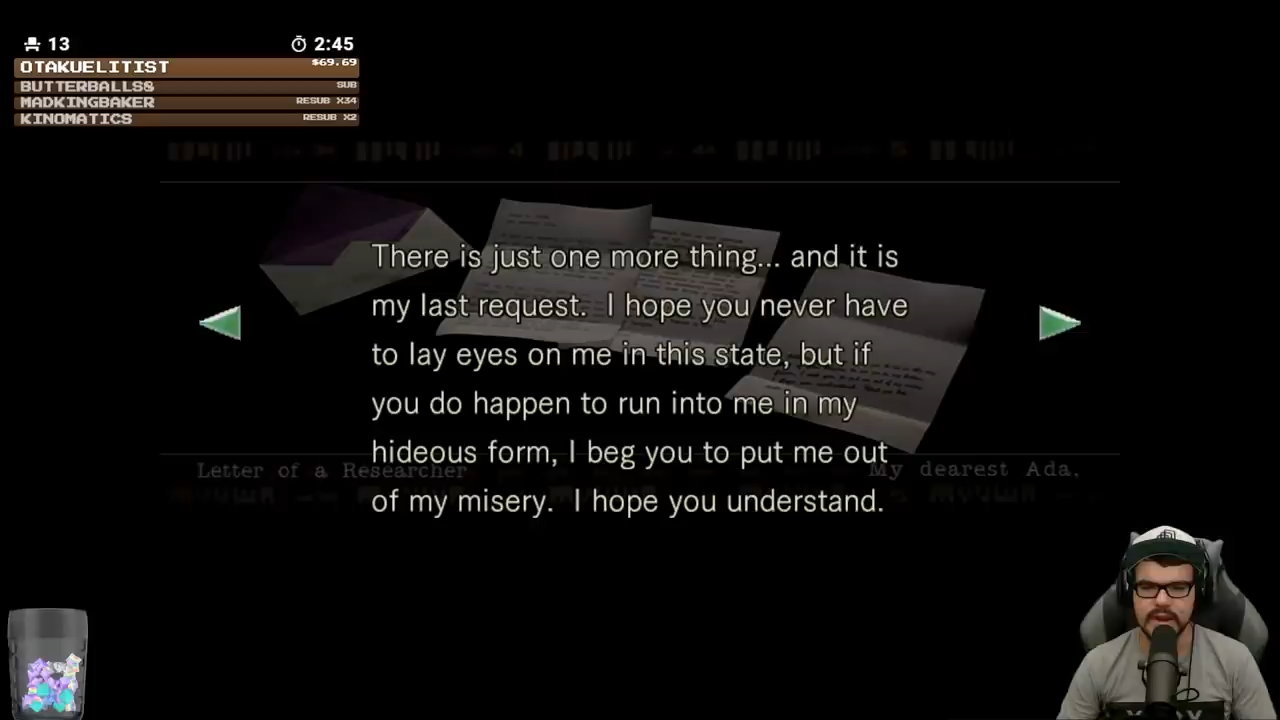 13
2:45
OTAKUELITIST $69.69
BUTTERBALLS& SUB
MADKINGBAKER RESUB X34
KINOMATICS RESUB X2
There is just one more thing... and it is
my last request. I hope you never have
to lay eyes on me in this state, but if
you do happen to run into me in my
hideous form, I beg you to put me out
of my misery. I hope you understand.
Letter of a Researcher
My dearest Ada,